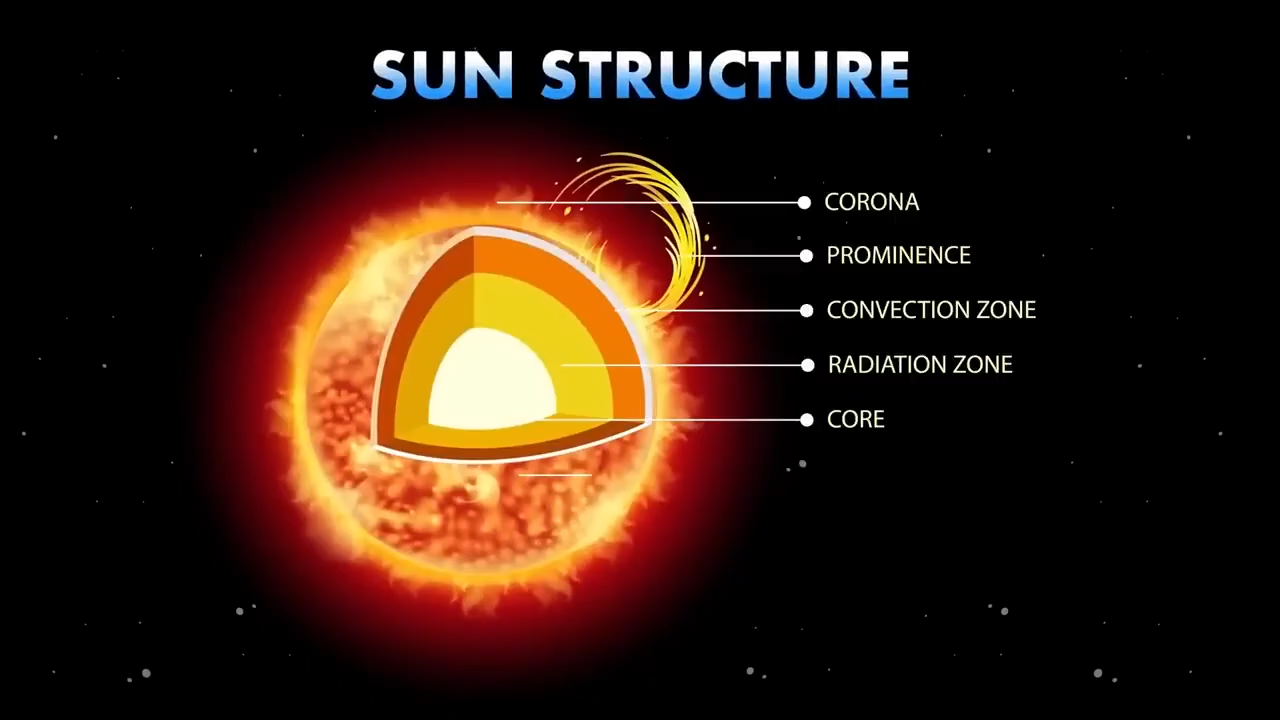 SUN STRUCTURE
CORONA
PROMINENCE
CONVECTION ZONE
RADIATION ZONE
CORE